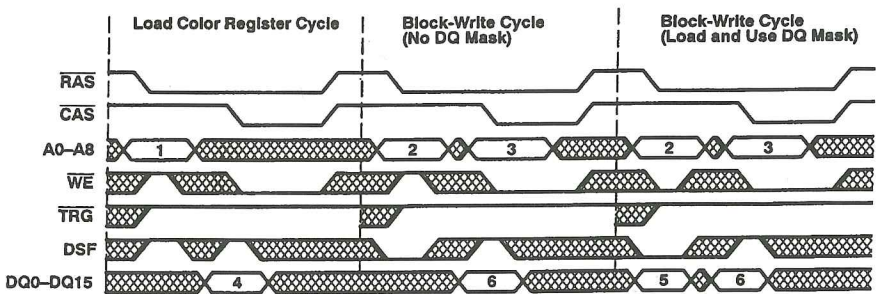 Load Color Register Cycle
Block-Write Cycle
(No DQ Mask)
Block-Write Cycle
(Load and Use DQ Mask)
RAS
CAS
A0–A8 1 2 3 2 3
WE
TRG
DSF
DQ0–DQ15 4 6 5 6